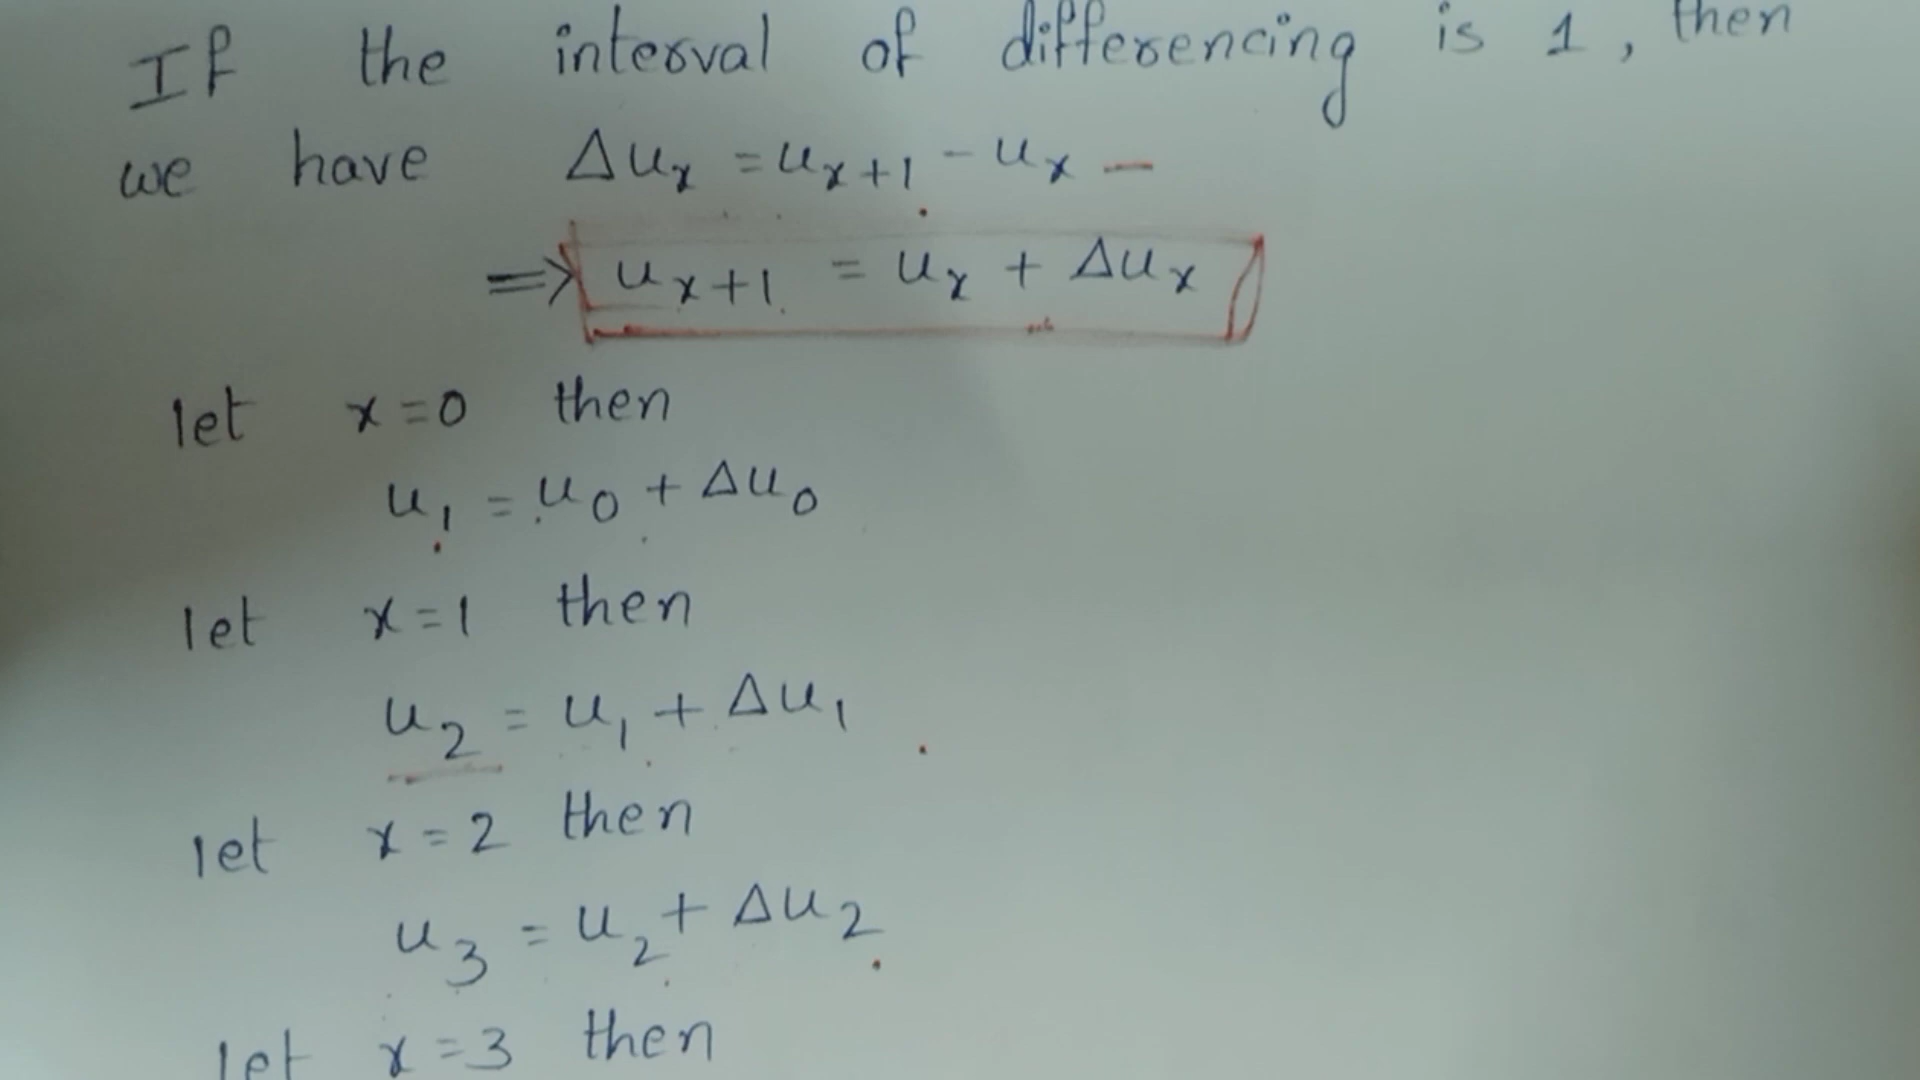 If the interval of differencing is 1, then
we have Δuₓ = uₓ₊₁ - uₓ -
=> uₓ₊₁ = uₓ + Δuₓ
let x=0 then
u₁ = u₀ + Δu₀
let x=1 then
u₂ = u₁ + Δu₁
let x=2 then
u₃ = u₂ + Δu₂
let x=3 then